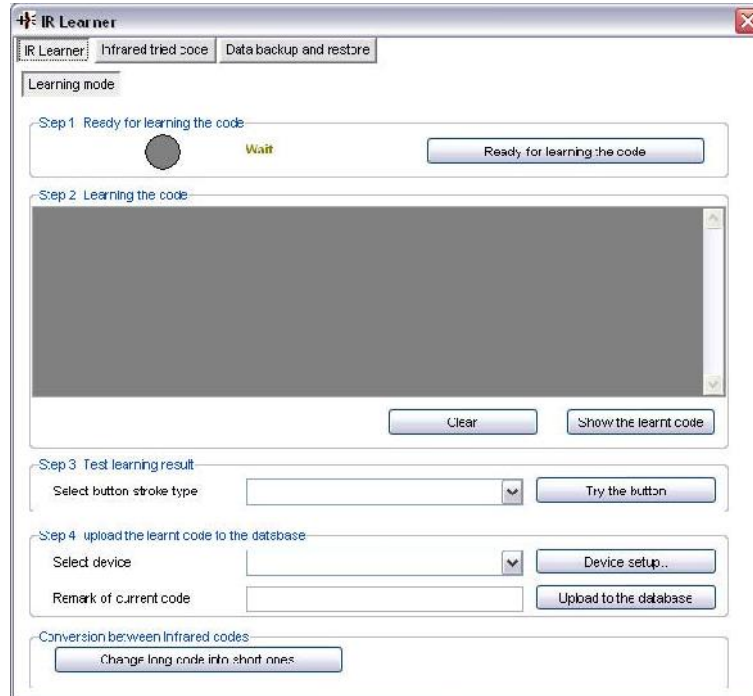 IR Learner
IR Learner Infrared tried code Data backup and restore
Learning mode
Step 1 Ready for learning the code
Wait Ready for learning the code
Step 2 Learning the code
Clear Show the learnt code
Step 3 Test learning result
Select button stroke type Try the button
Step 4 upload the learnt code to the database
Select device Device setup..
Remark of current code Upload to the database
Conversion between Infrared codes
Change long code into short ones